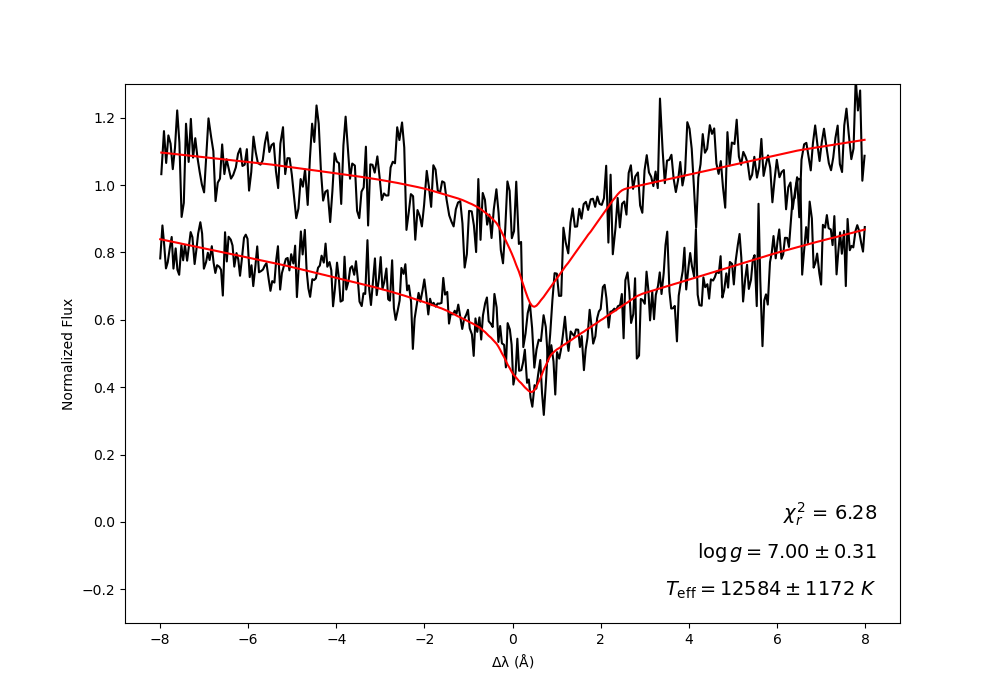 1.2
1.0
0.8
0.6
0.4
0.2
0.0
−0.2
Normalized Flux
χ²ᵣ = 6.28
log g = 7.00 ± 0.31
T_eff = 12584 ± 1172 K
−8 −6 −4 −2 0 2 4 6 8
Δλ (Å)